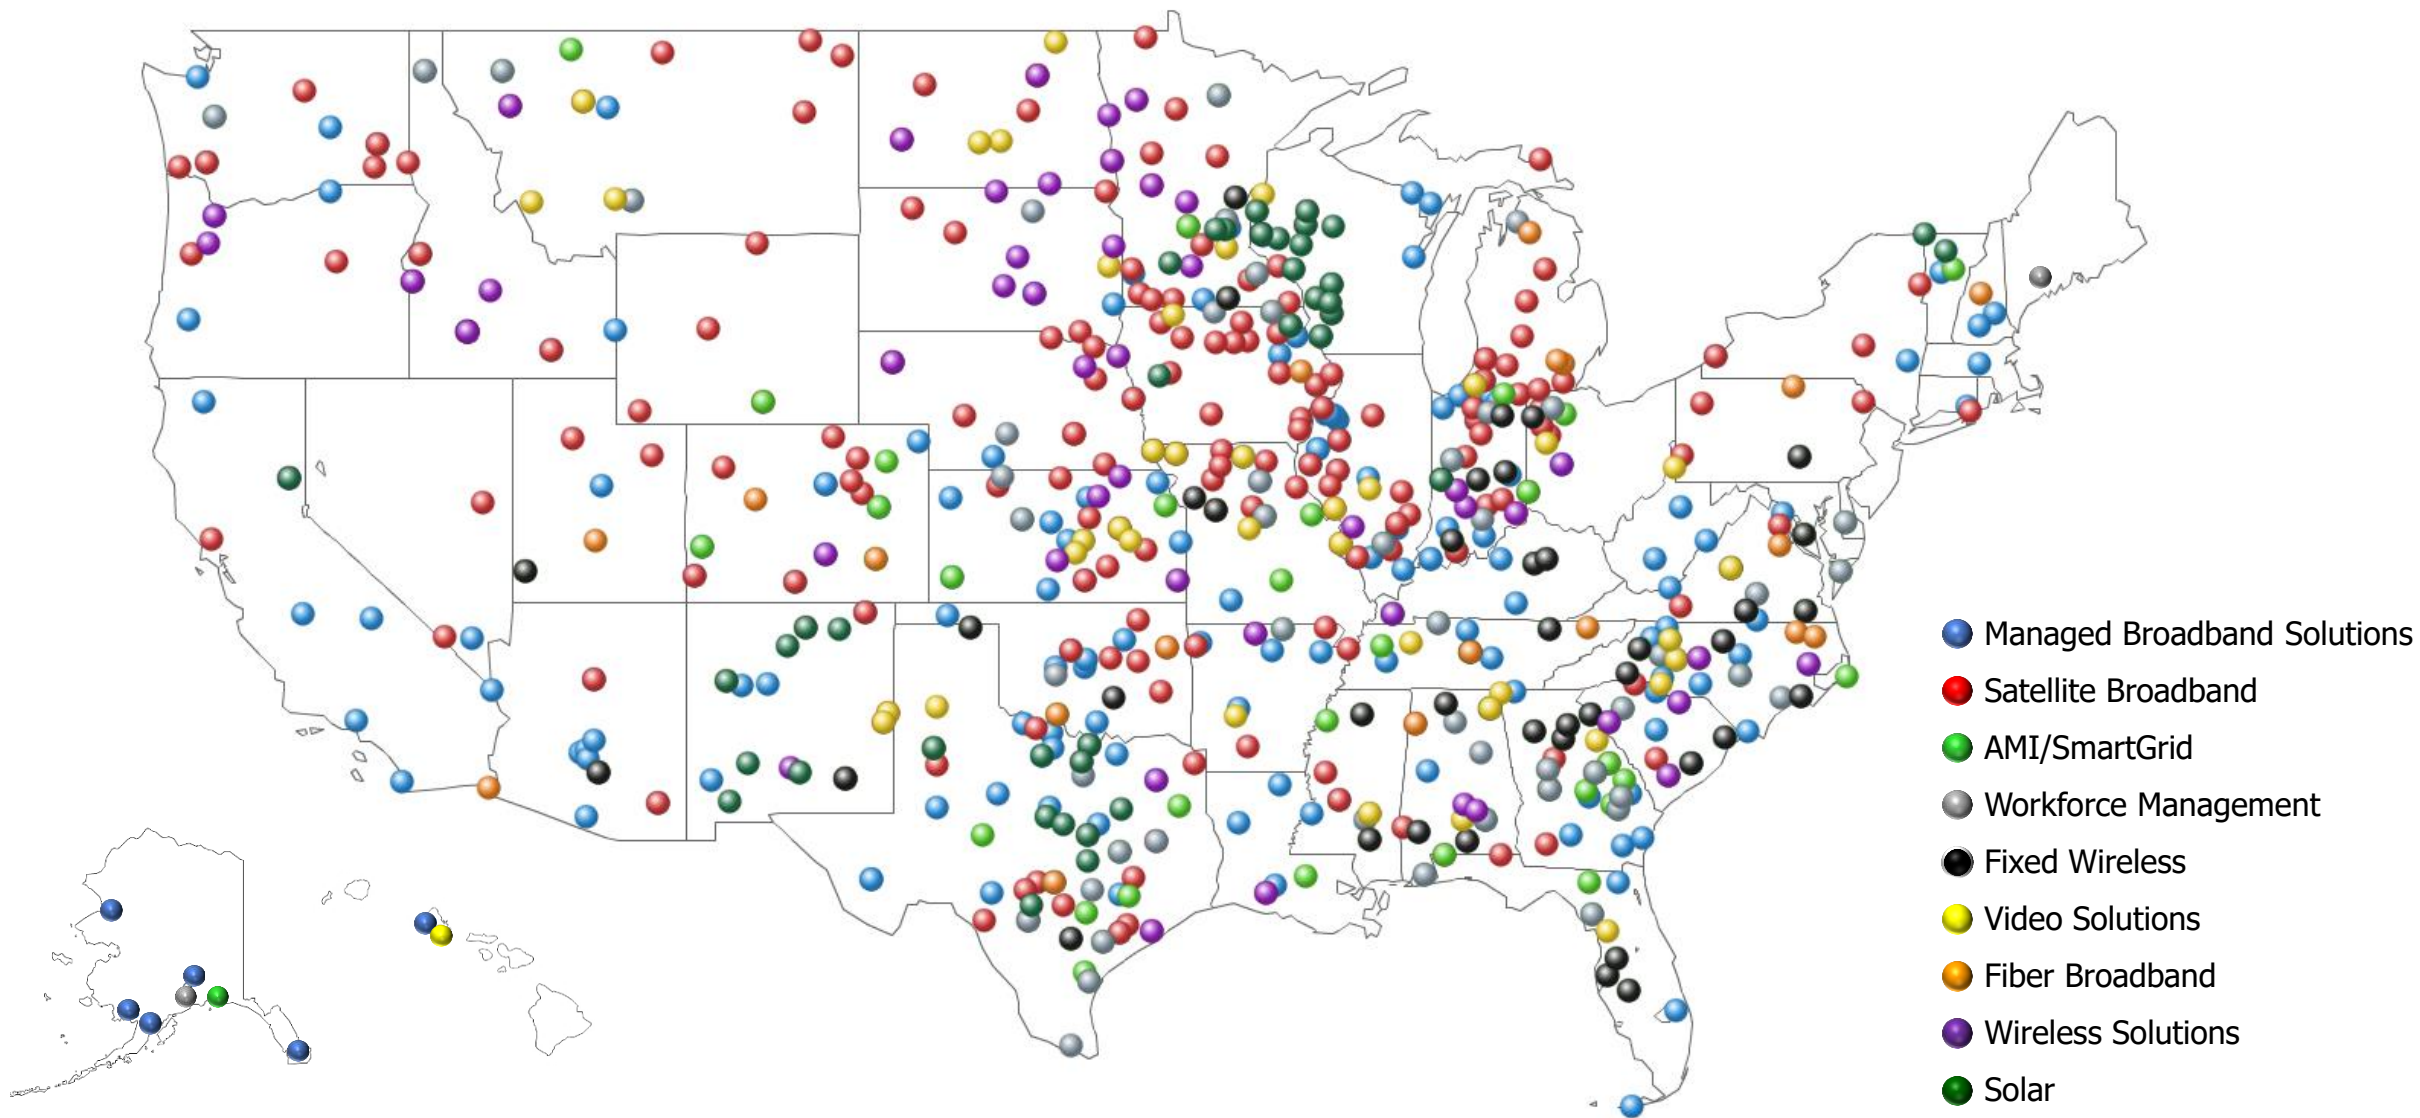 Managed Broadband Solutions
Satellite Broadband
AMI/SmartGrid
Workforce Management
Fixed Wireless
Video Solutions
Fiber Broadband
Wireless Solutions
Solar